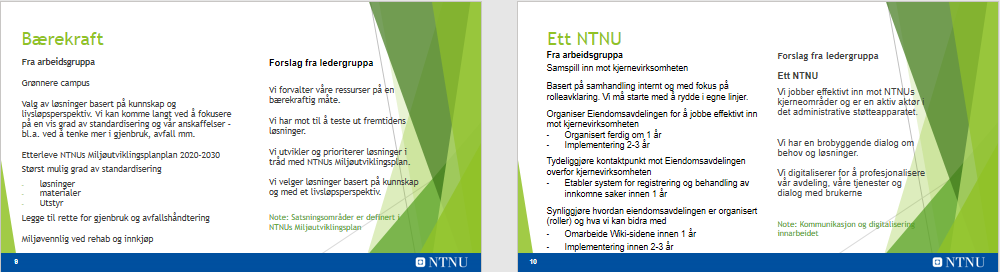 Bærekraft
Fra arbeidsgruppa
Grønnere campus
Valg av løsninger basert på kunnskap og
livsløpsperspektiv. Vi kan komme langt ved å fokusere
på en vis grad av standardisering og vår anskaffelser -
bl.a. ved å tenke mer i gjenbruk, avfall mm.
Etterleve NTNUs Miljøutviklingsplanplan 2020-2030
Størst mulig grad av standardisering
- løsninger
- materialer
- Utstyr
Legge til rette for gjenbruk og avfallshåndtering
Miljøvennlig ved rehab og innkjøp
Forslag fra ledergruppa
Vi forvalter våre ressurser på en
bærekraftig måte.
Vi har mot til å teste ut fremtidens
løsninger.
Vi utvikler og prioriterer løsninger i
tråd med NTNUs Miljøutviklingsplan.
Vi velger løsninger basert på kunnskap
og med et livsløpsperspektiv.
Note: Satsningsområder er definert i
NTNUs Miljøutviklingsplan
9
NTNU
Ett NTNU
Fra arbeidsgruppa
Samspill inn mot kjernevirksomheten
Basert på samhandling internt og med fokus på
rolleavklaring. Vi må starte med å rydde i egne linjer.
Organiser Eiendomsavdelingen for å jobbe effektivt inn
mot kjernevirksomheten
- Organisert ferdig om 1 år
- Implementering 2-3 år
Tydeliggjøre kontaktpunkt mot Eiendomsavdelingen
overfor kjernevirksomheten
- Etabler system for registrering og behandling av
innkomne saker innen 1 år
Synliggjøre hvordan eiendomsavdelingen er organisert
(roller) og hva vi kan bidra med
- Omarbeide Wiki-sidene innen 1 år
- Implementering innen 2-3 år
Forslag fra ledergruppa
Ett NTNU
Vi jobber effektivt inn mot NTNUs
kjerneområder og er en aktiv aktør i
det administrative støtteapparatet.
Vi har en brobyggende dialog om
behov og løsninger.
Vi digitaliserer for å profesjonalisere
vår avdeling, våre tjenester og
dialog med brukerne
Note: Kommunikasjon og digitalisering
innarbeidet
10
NTNU